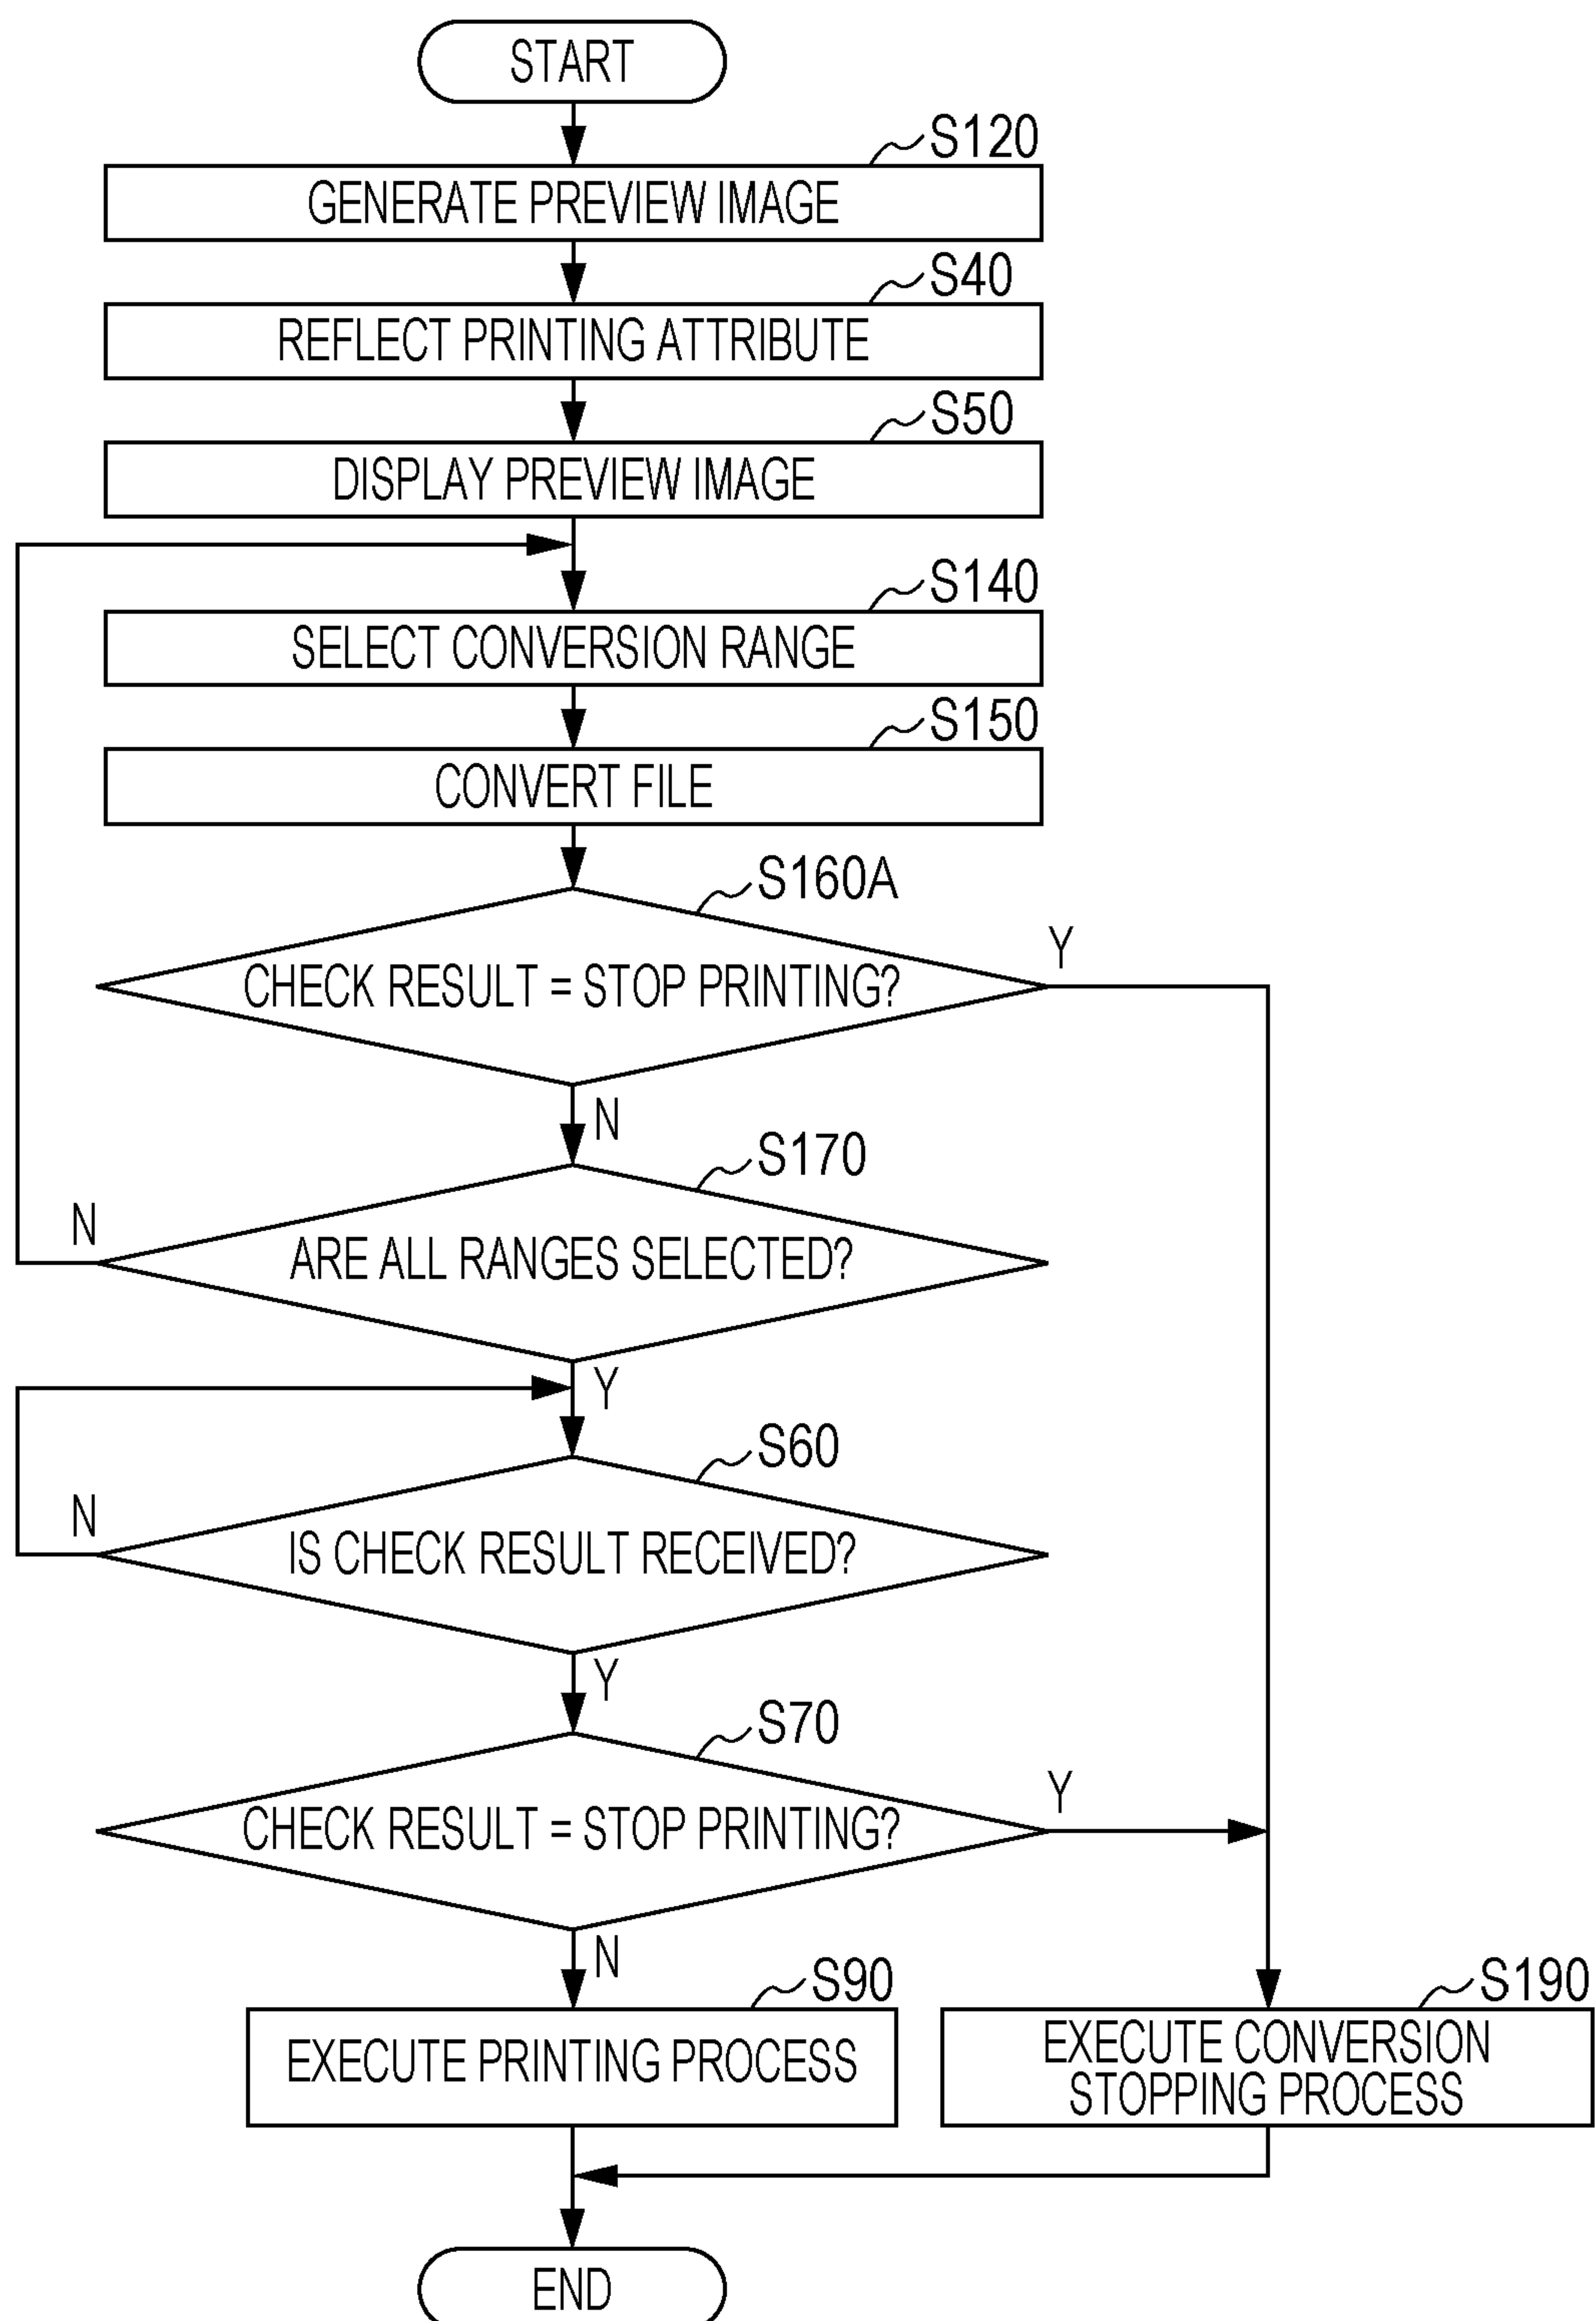 START
S120
GENERATE PREVIEW IMAGE
S40
REFLECT PRINTING ATTRIBUTE
S50
DISPLAY PREVIEW IMAGE
S140
SELECT CONVERSION RANGE
S150
CONVERT FILE
S160A
CHECK RESULT = STOP PRINTING?
Y
N
S170
ARE ALL RANGES SELECTED?
N
Y
S60
IS CHECK RESULT RECEIVED?
N
Y
S70
CHECK RESULT = STOP PRINTING?
Y
N
S90
EXECUTE PRINTING PROCESS
S190
EXECUTE CONVERSION
STOPPING PROCESS
END